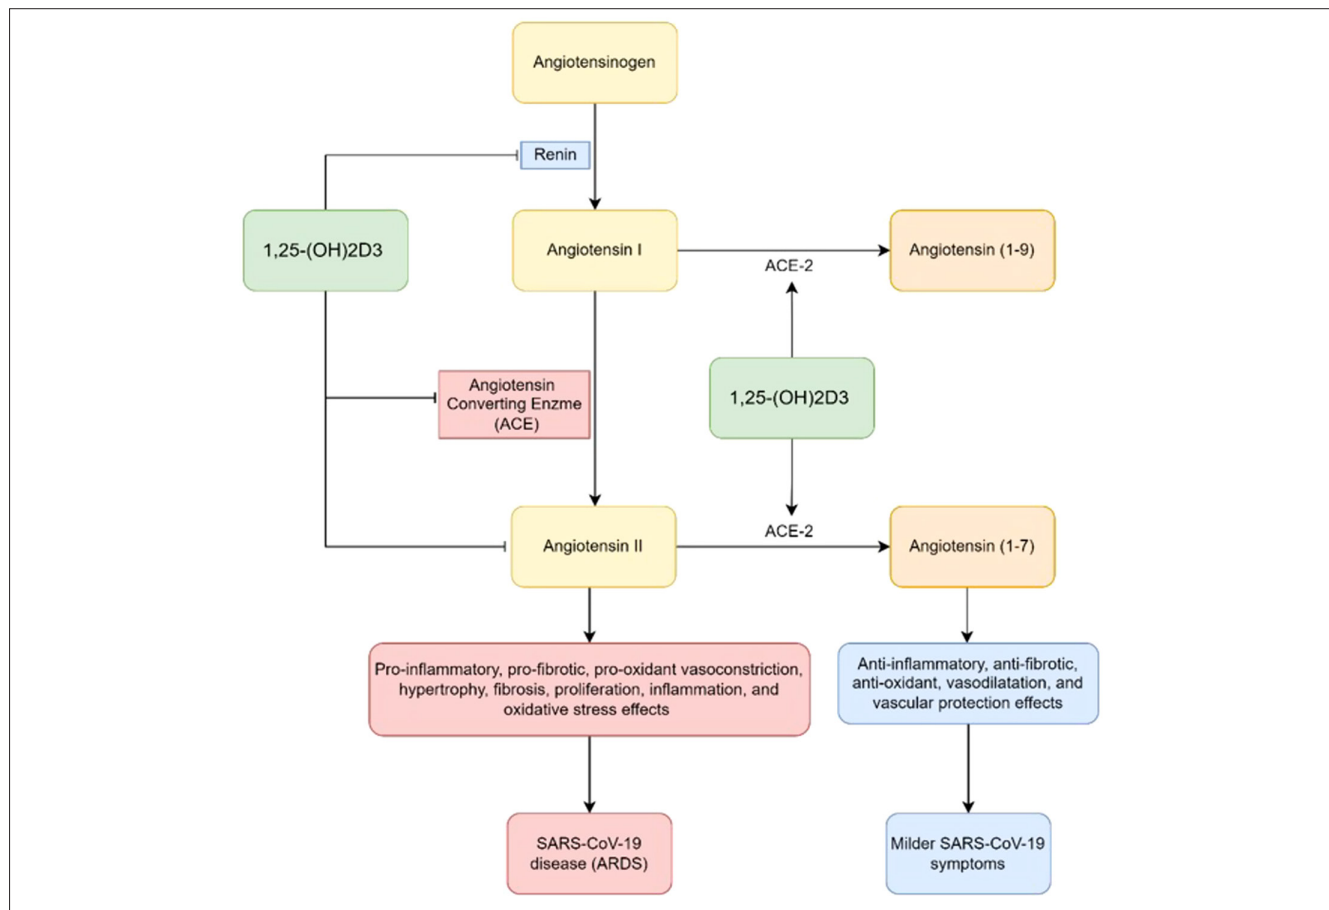 Angiotensinogen
Renin
1,25-(OH)2D3
Angiotensin I
ACE-2
Angiotensin (1-9)
Angiotensin
Converting Enzme
(ACE)
1,25-(OH)2D3
Angiotensin II
ACE-2
Angiotensin (1-7)
Pro-inflammatory, pro-fibrotic, pro-oxidant vasoconstriction,
hypertrophy, fibrosis, proliferation, inflammation, and
oxidative stress effects
Anti-inflammatory, anti-fibrotic,
anti-oxidant, vasodilatation, and
vascular protection effects
SARS-CoV-19
disease (ARDS)
Milder SARS-CoV-19
symptoms